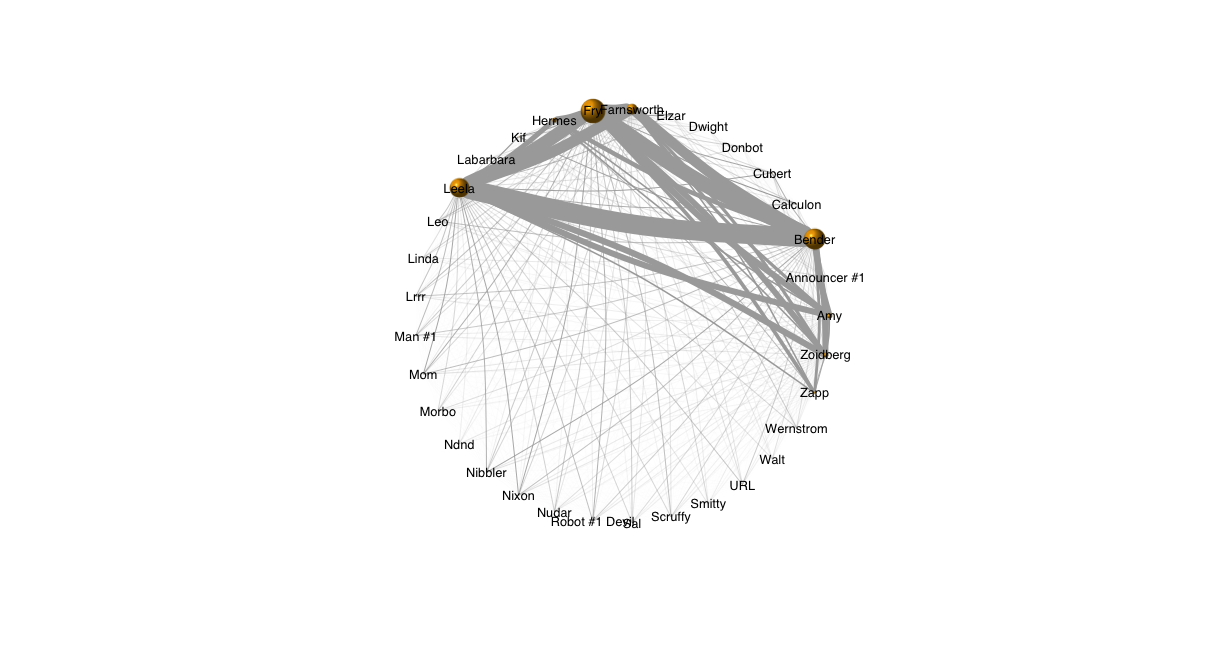 Fry
Farnsworth
Elzar
Hermes
Dwight
Kif
Donbot
Labarbara
Cubert
Leela
Calculon
Leo
Bender
Linda
Announcer #1
Lrrr
Amy
Man #1
Zoidberg
Mom
Zapp
Morbo
Wernstrom
Ndnd
Walt
Nibbler
URL
Nixon
Smitty
Nudar
Scruffy
Robot #1 Devil
Sal